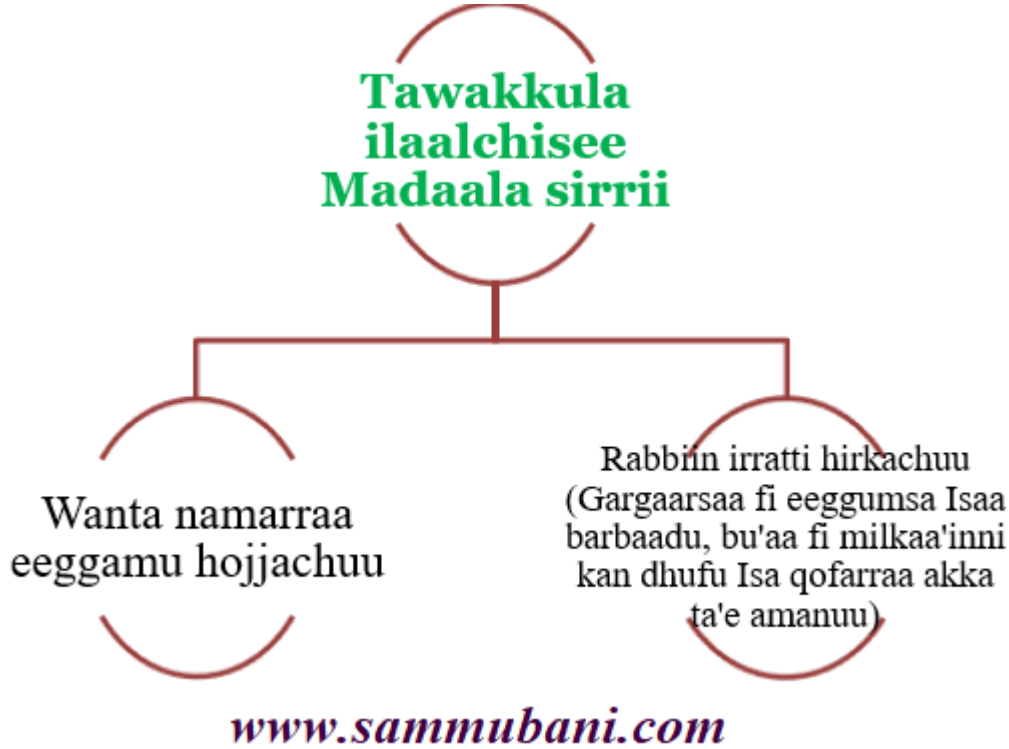 Tawakkula
ilaalchisee
Madaala sirrii
Wanta namarraa
eeggamu hojjachuu
Rabbiin irratti hirkachuu
(Gargaarsaa fi eeggumsa Isaa
barbaadu, bu'aa fi milkaa'inni
kan dhufu Isa qofarraa akka
ta'e amanuu)
www.sammubani.com